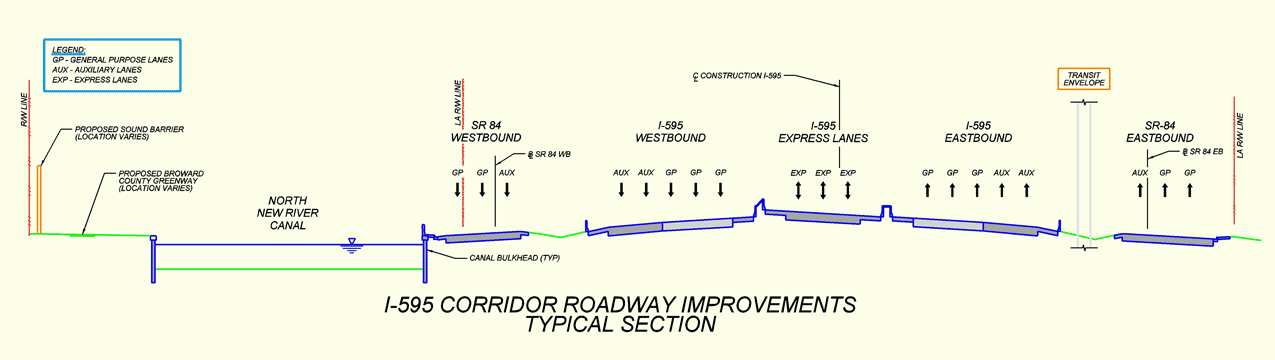 LEGEND:
GP - GENERAL PURPOSE LANES
AUX - AUXILIARY LANES
EXP - EXPRESS LANES
R/W LINE
PROPOSED SOUND BARRIER
(LOCATION VARIES)
PROPOSED BROWARD
COUNTY GREENWAY
(LOCATION VARIES)
NORTH
NEW RIVER
CANAL
CANAL BULKHEAD (TYP)
LA R/W LINE
SR 84
WESTBOUND
SR 84 WB
GP GP AUX
I-595
WESTBOUND
AUX AUX GP GP GP
℄ CONSTRUCTION I-595
I-595
EXPRESS LANES
EXP EXP EXP
I-595
EASTBOUND
GP GP GP AUX AUX
TRANSIT
ENVELOPE
SR-84
EASTBOUND
SR 84 EB
AUX GP GP
LA R/W LINE
I-595 CORRIDOR ROADWAY IMPROVEMENTS
TYPICAL SECTION